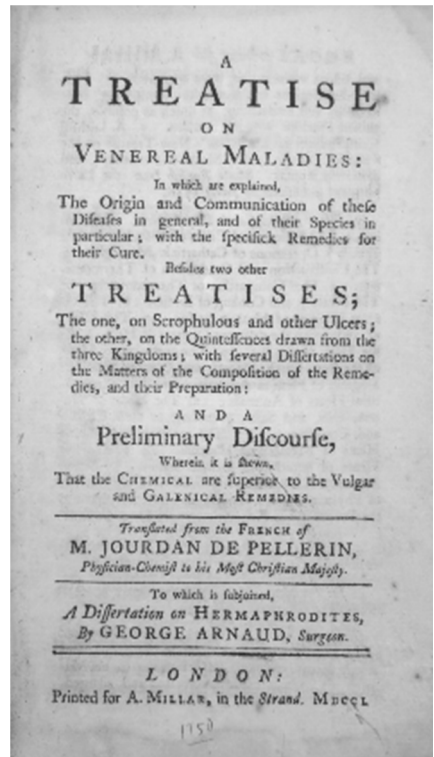 A
TREATISE
ON
VENEREAL MALADIES:
In which are explained,
The Origin and Communication of theſe
Diſeaſes in general, and of their Species in
particular; with the ſpecifick Remedies for
their Cure.
Beſides two other
TREATISES;
The one, on Scrophulous and other Ulcers;
the other, on the Quinteſſences drawn from the
three Kingdoms; with ſeveral Diſſertations on
the Matters of the Compoſition of the Reme-
dies, and their Preparation:
AND A
Preliminary Diſcourſe,
Wherein it is ſhewn,
That the CHEMICAL are ſuperior to the Vulgar
and GALENICAL REMEDIES.
Tranſlated from the FRENCH of
M. JOURDAN DE PELLERIN,
Phyſician-Chemiſt to his Moſt Chriſtian Majeſty.
To which is ſubjoined,
A Diſſertation on HERMAPHRODITES,
By GEORGE ARNAUD, Surgeon.
LONDON:
Printed for A. MILLAR, in the Strand. MDCCL
1750